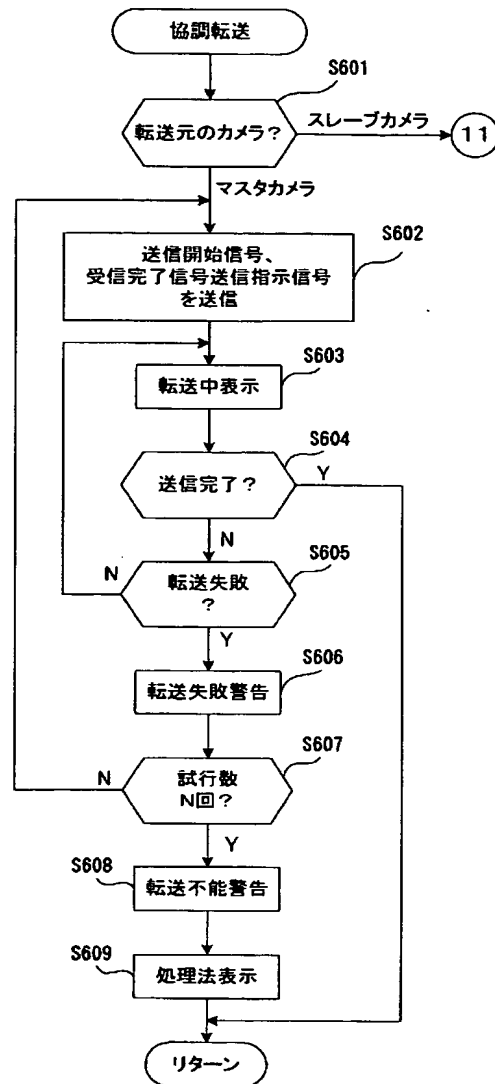 協調転送
S601
転送元のカメラ？
スレーブカメラ
11
マスタカメラ
S602
送信開始信号、
受信完了信号送信指示信号
を送信
S603
転送中表示
S604
送信完了？
Y
N
S605
転送失敗
？
N
Y
S606
転送失敗警告
S607
試行数
N回？
N
Y
S608
転送不能警告
S609
処理法表示
リターン